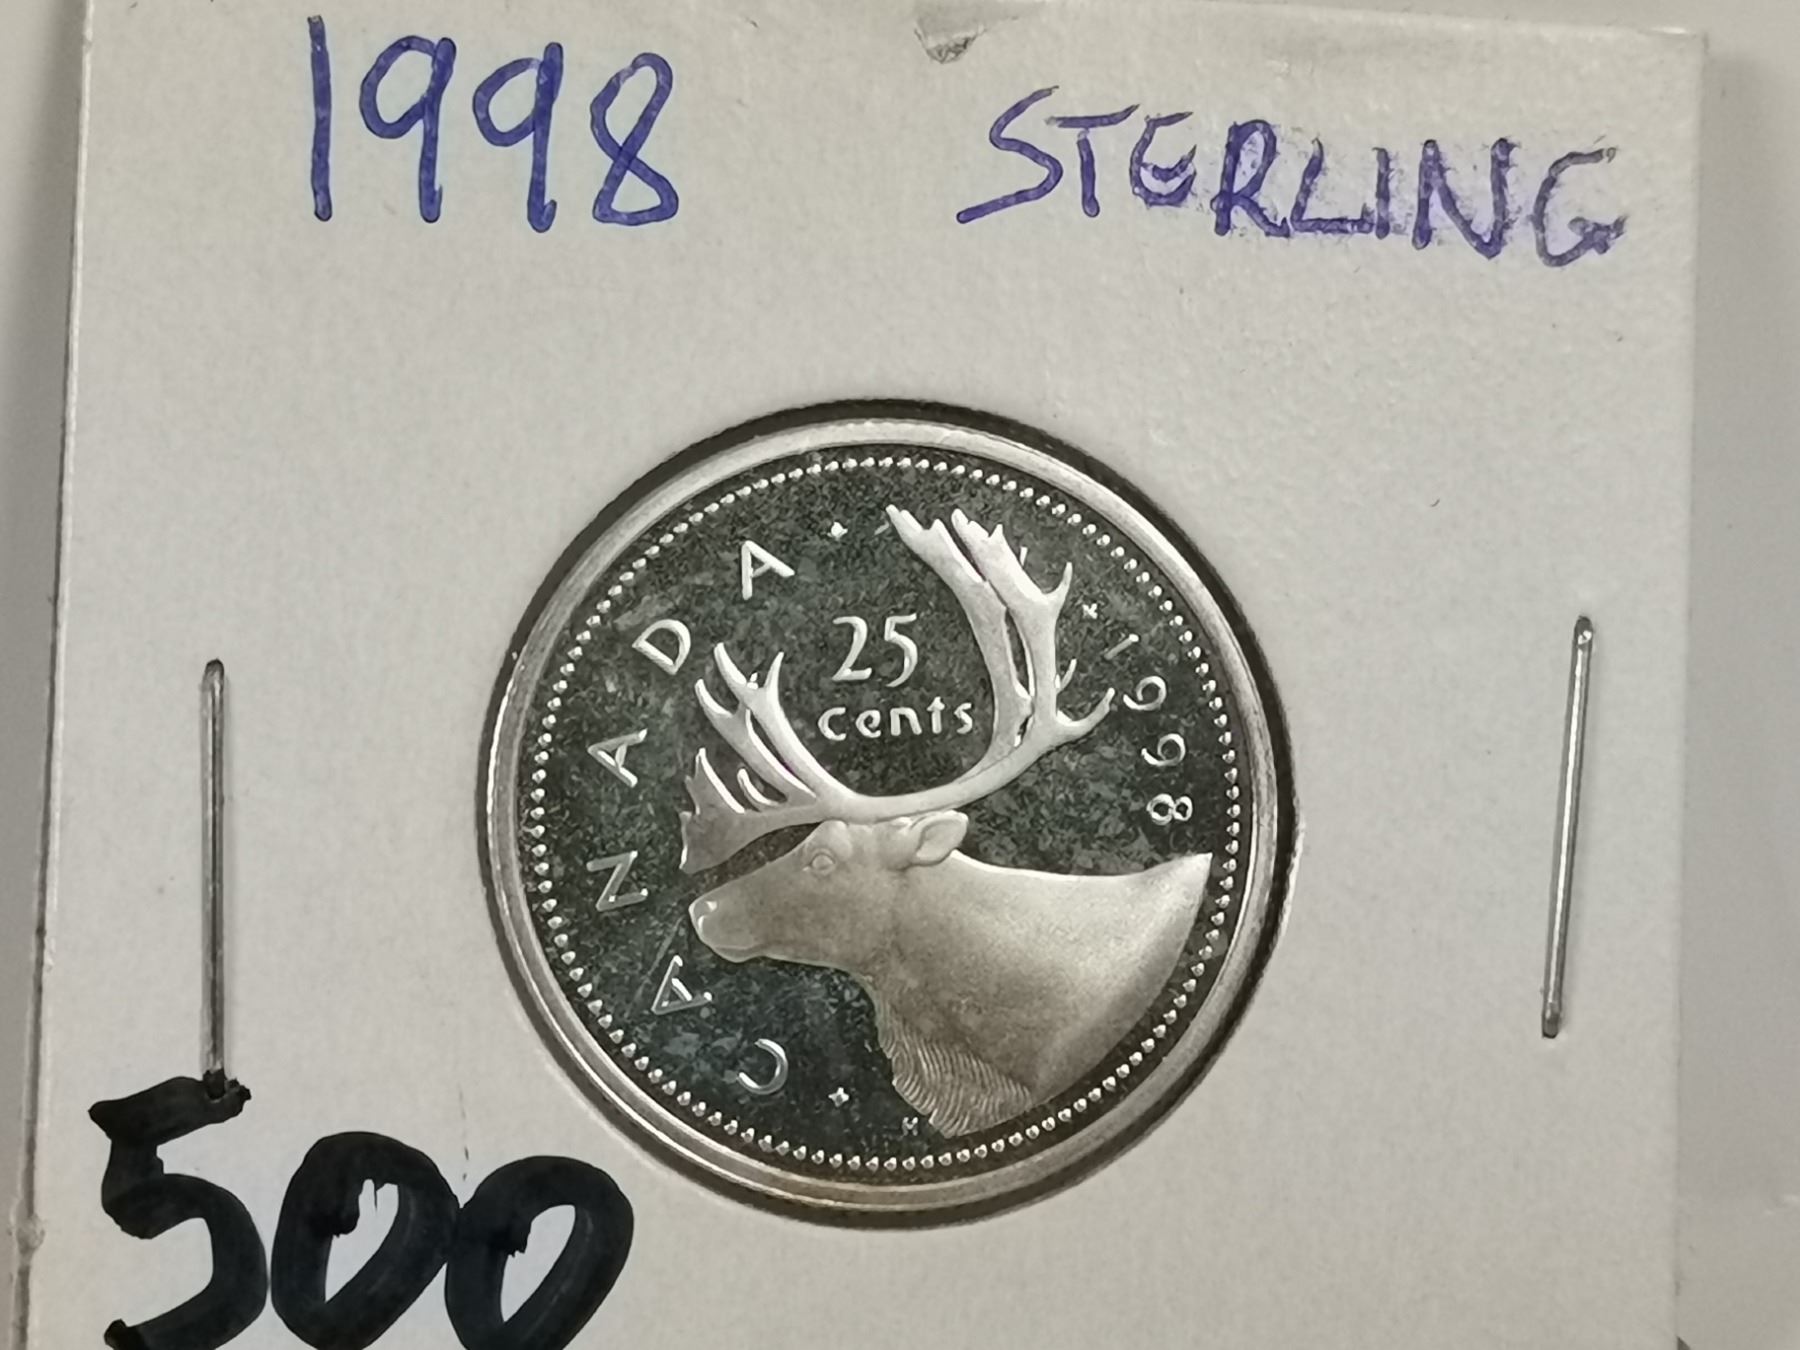 1998 STERLING
CANADA · 25 cents · 1998
H
500